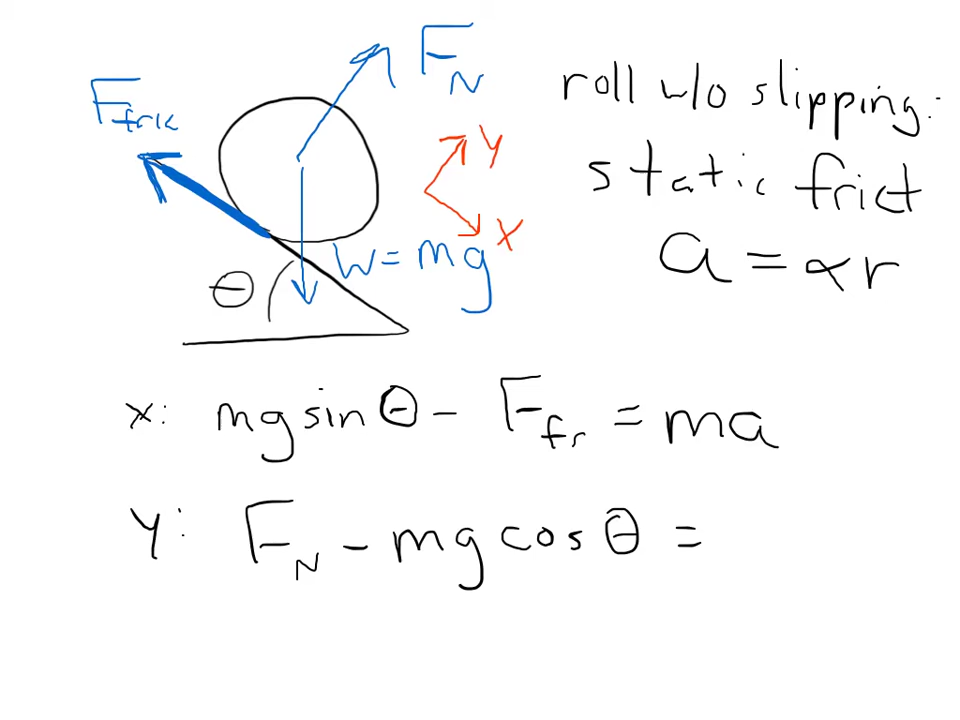 F_N
F_fric
roll w/o slipping:
static frict
a = αr
Y
X
W = mg
θ
X: mg sin θ - F_fr = ma
Y: F_N - mg cos θ =